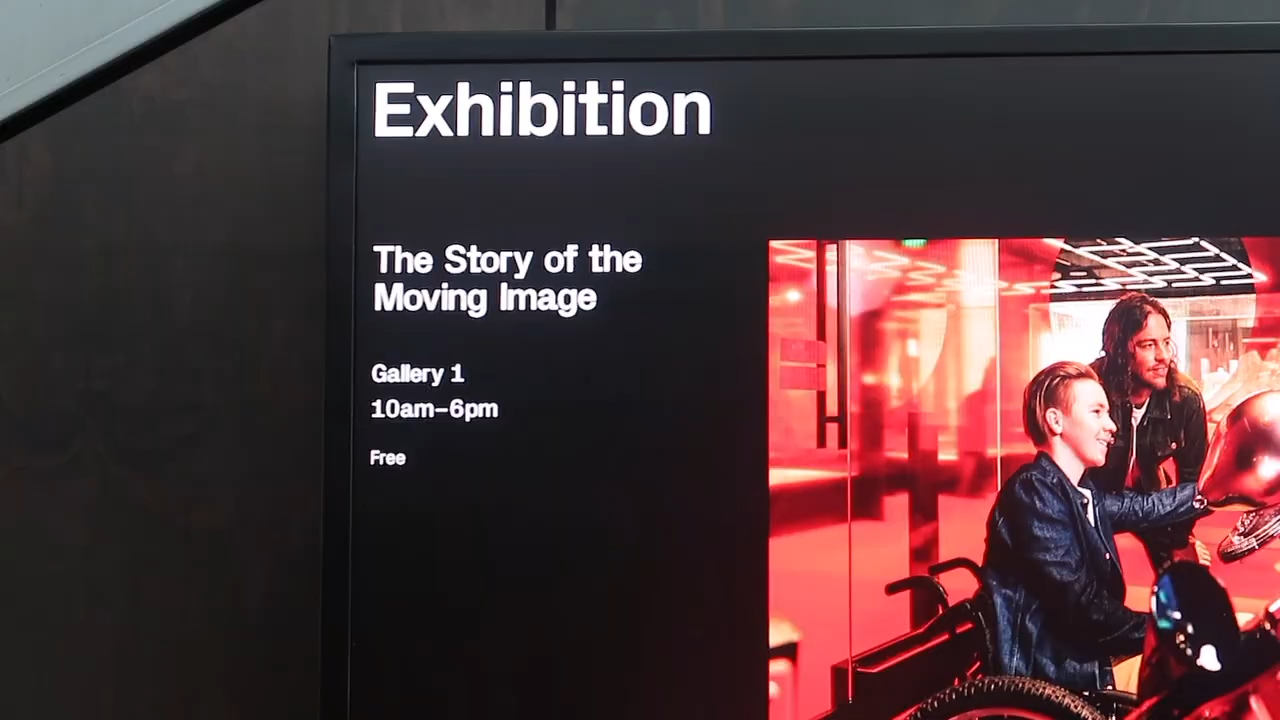 Exhibition
The Story of the
Moving Image
Gallery 1
10am–6pm
Free